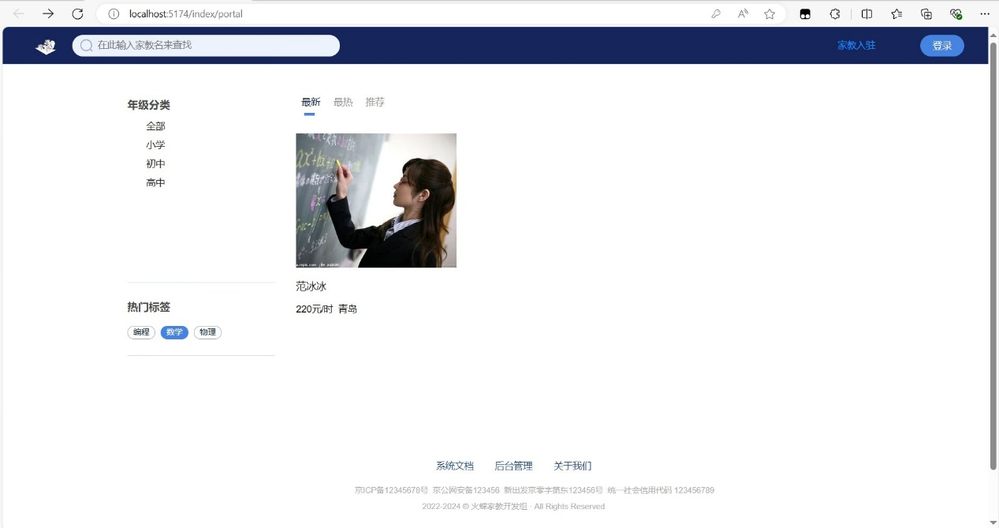 localhost:5174/index/portal
在此输入家教名来查找
家教入驻
登录
年级分类
全部
小学
初中
高中
热门标签
编程 数学 物理
最新 最热 推荐
范冰冰
220元/时 青岛
系统文档 后台管理 关于我们
京ICP备12345678号 京公网安备123456 新出发京零字第东123456号 统一社会信用代码 123456789
2022-2024 © 火蝶家教开发组 · All Rights Reserved